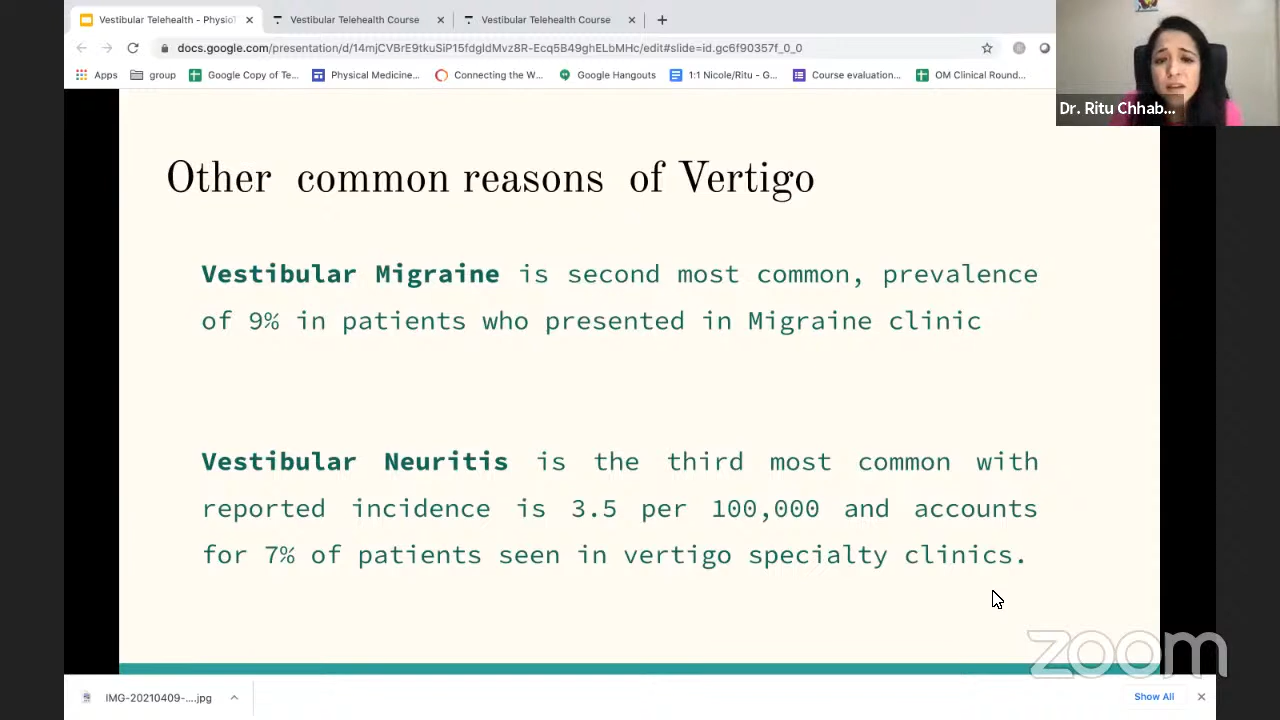 Vestibular Telehealth - PhysioT
Vestibular Telehealth Course
Vestibular Telehealth Course
docs.google.com/presentation/d/14mjCVBrE9tkuSiP15fdgldMvz8R-Ecq5B49ghELbMHc/edit#slide=id.gc6f90357f_0_0
Apps group Google Copy of Te... Physical Medicine... Connecting the W... Google Hangouts 1:1 Nicole/Ritu - G... Course evaluation... OM Clinical Round...
Dr. Ritu Chhab...
Other common reasons of Vertigo
Vestibular Migraine is second most common, prevalence
of 9% in patients who presented in Migraine clinic
Vestibular Neuritis is the third most common with
reported incidence is 3.5 per 100,000 and accounts
for 7% of patients seen in vertigo specialty clinics.
zoom
IMG-20210409-....jpg
Show All